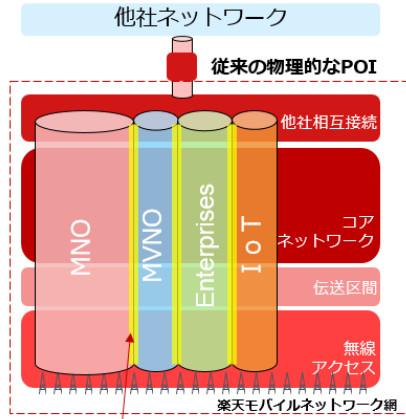 他社ネットワーク
従来の物理的なPOI
他社相互接続
MNO
MVNO
Enterprises
IoT
コア
ネットワーク
伝送区間
無線
アクセス
楽天モバイルネットワーク網